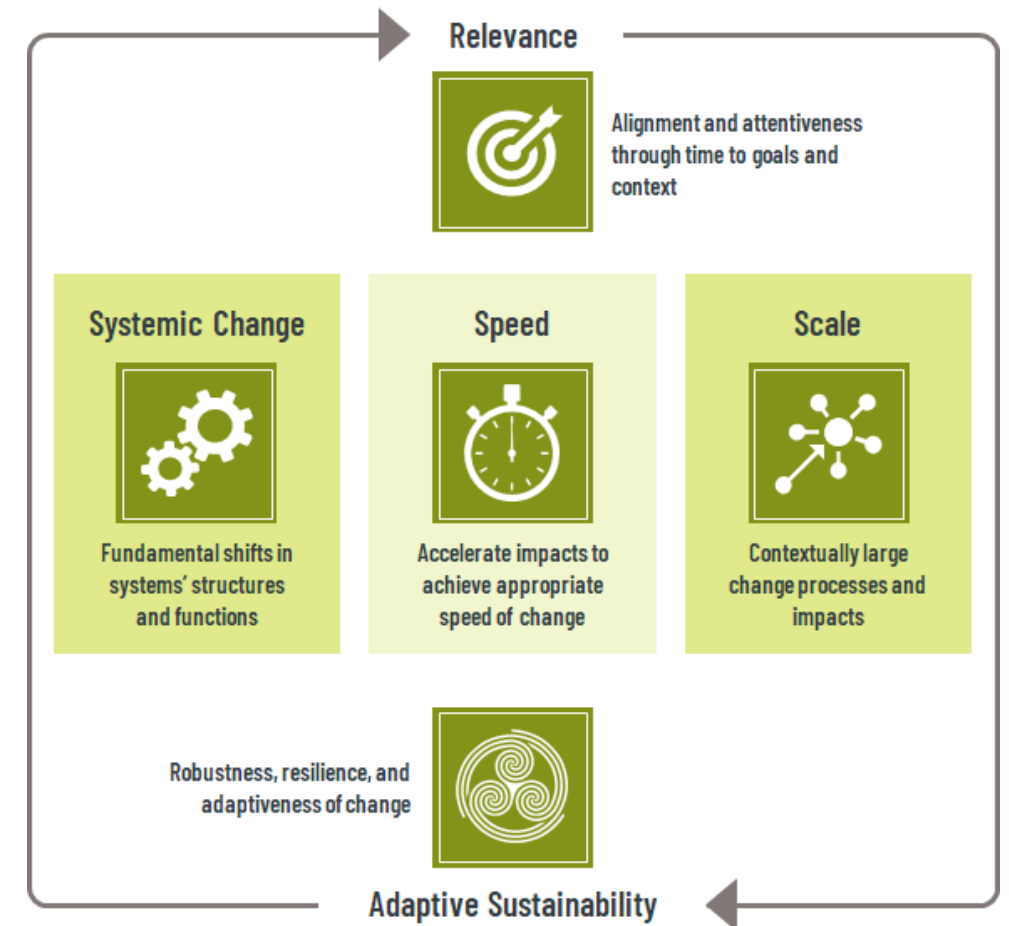 Relevance
Alignment and attentiveness
through time to goals and
context
Systemic Change
Fundamental shifts in
systems’ structures
and functions
Speed
Accelerate impacts to
achieve appropriate
speed of change
Scale
Contextually large
change processes and
impacts
Robustness, resilience, and
adaptiveness of change
Adaptive Sustainability